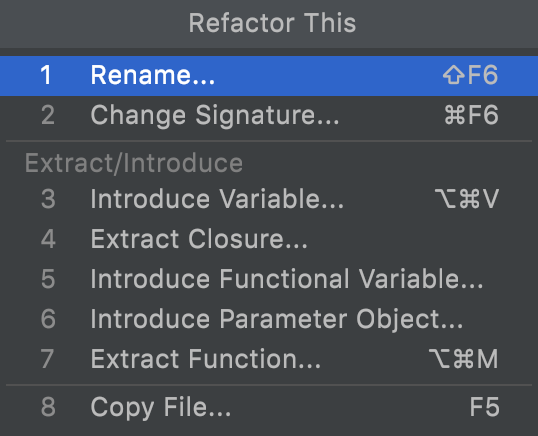 Refactor This
1 Rename... ⇧F6
2 Change Signature... ⌘F6
Extract/Introduce
3 Introduce Variable... ⌥⌘V
4 Extract Closure...
5 Introduce Functional Variable...
6 Introduce Parameter Object...
7 Extract Function... ⌥⌘M
8 Copy File... F5